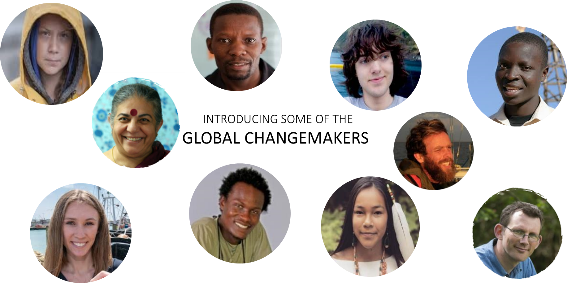 INTRODUCING SOME OF THE
GLOBAL CHANGEMAKERS